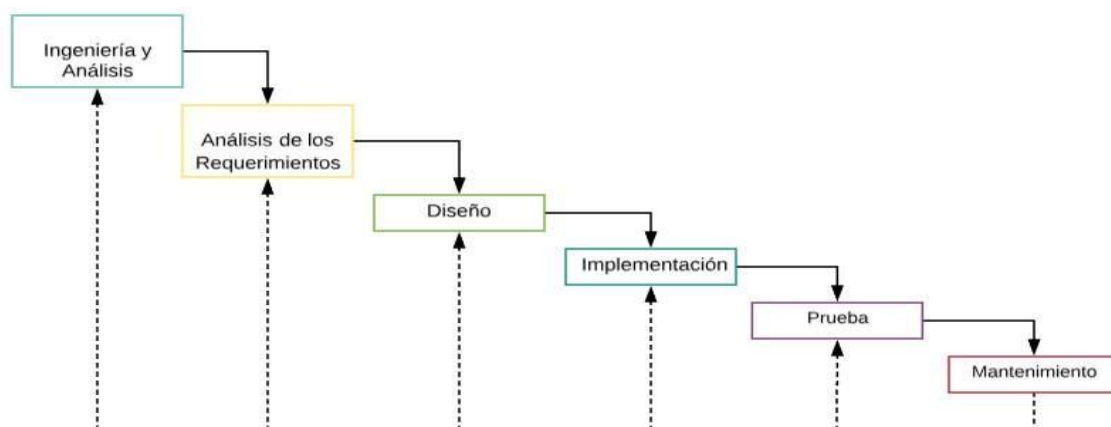 Ingeniería y
Análisis
Análisis de los
Requerimientos
Diseño
Implementación
Prueba
Mantenimiento